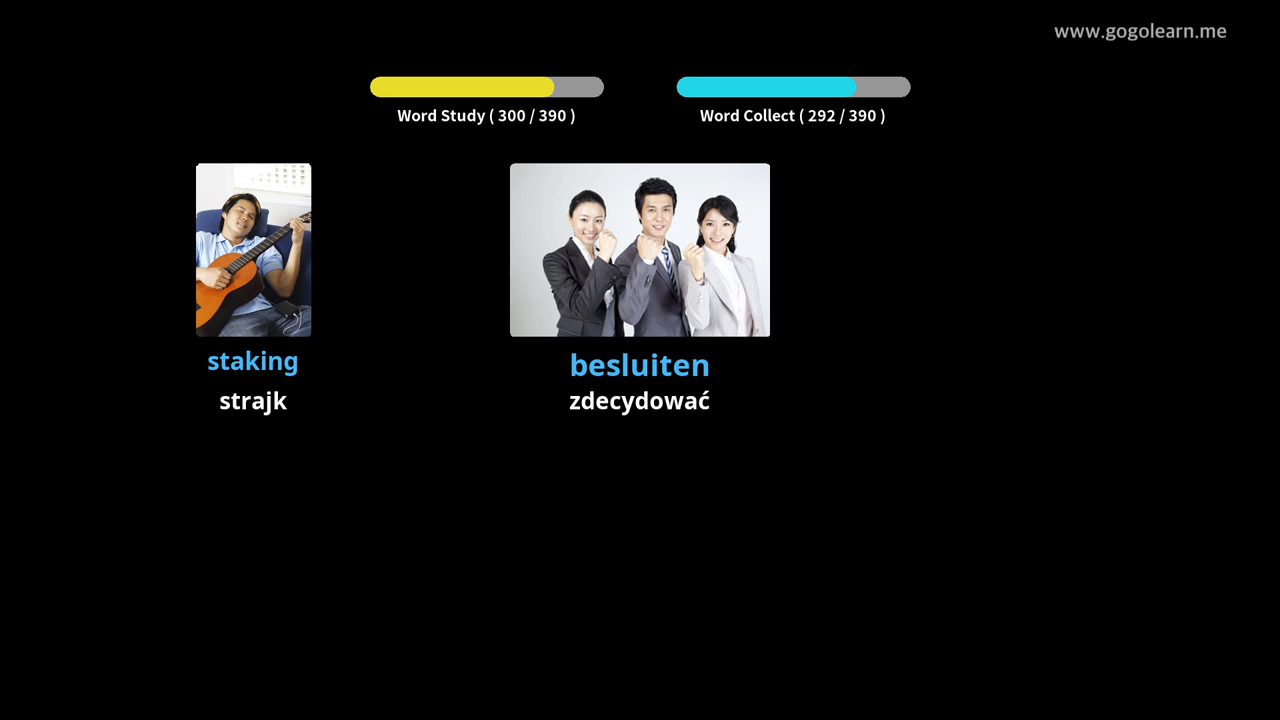 www.gogolearn.me
Word Study ( 300 / 390 )
Word Collect ( 292 / 390 )
staking
strajk
besluiten
zdecydować